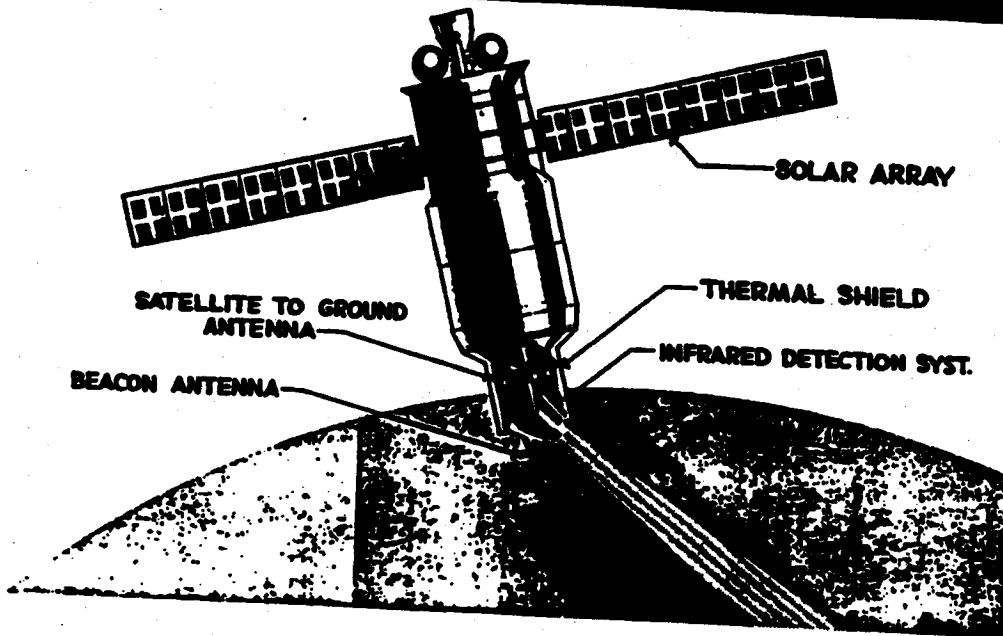 SOLAR ARRAY
SATELLITE TO GROUND
ANTENNA
THERMAL SHIELD
INFRARED DETECTION SYST.
BEACON ANTENNA